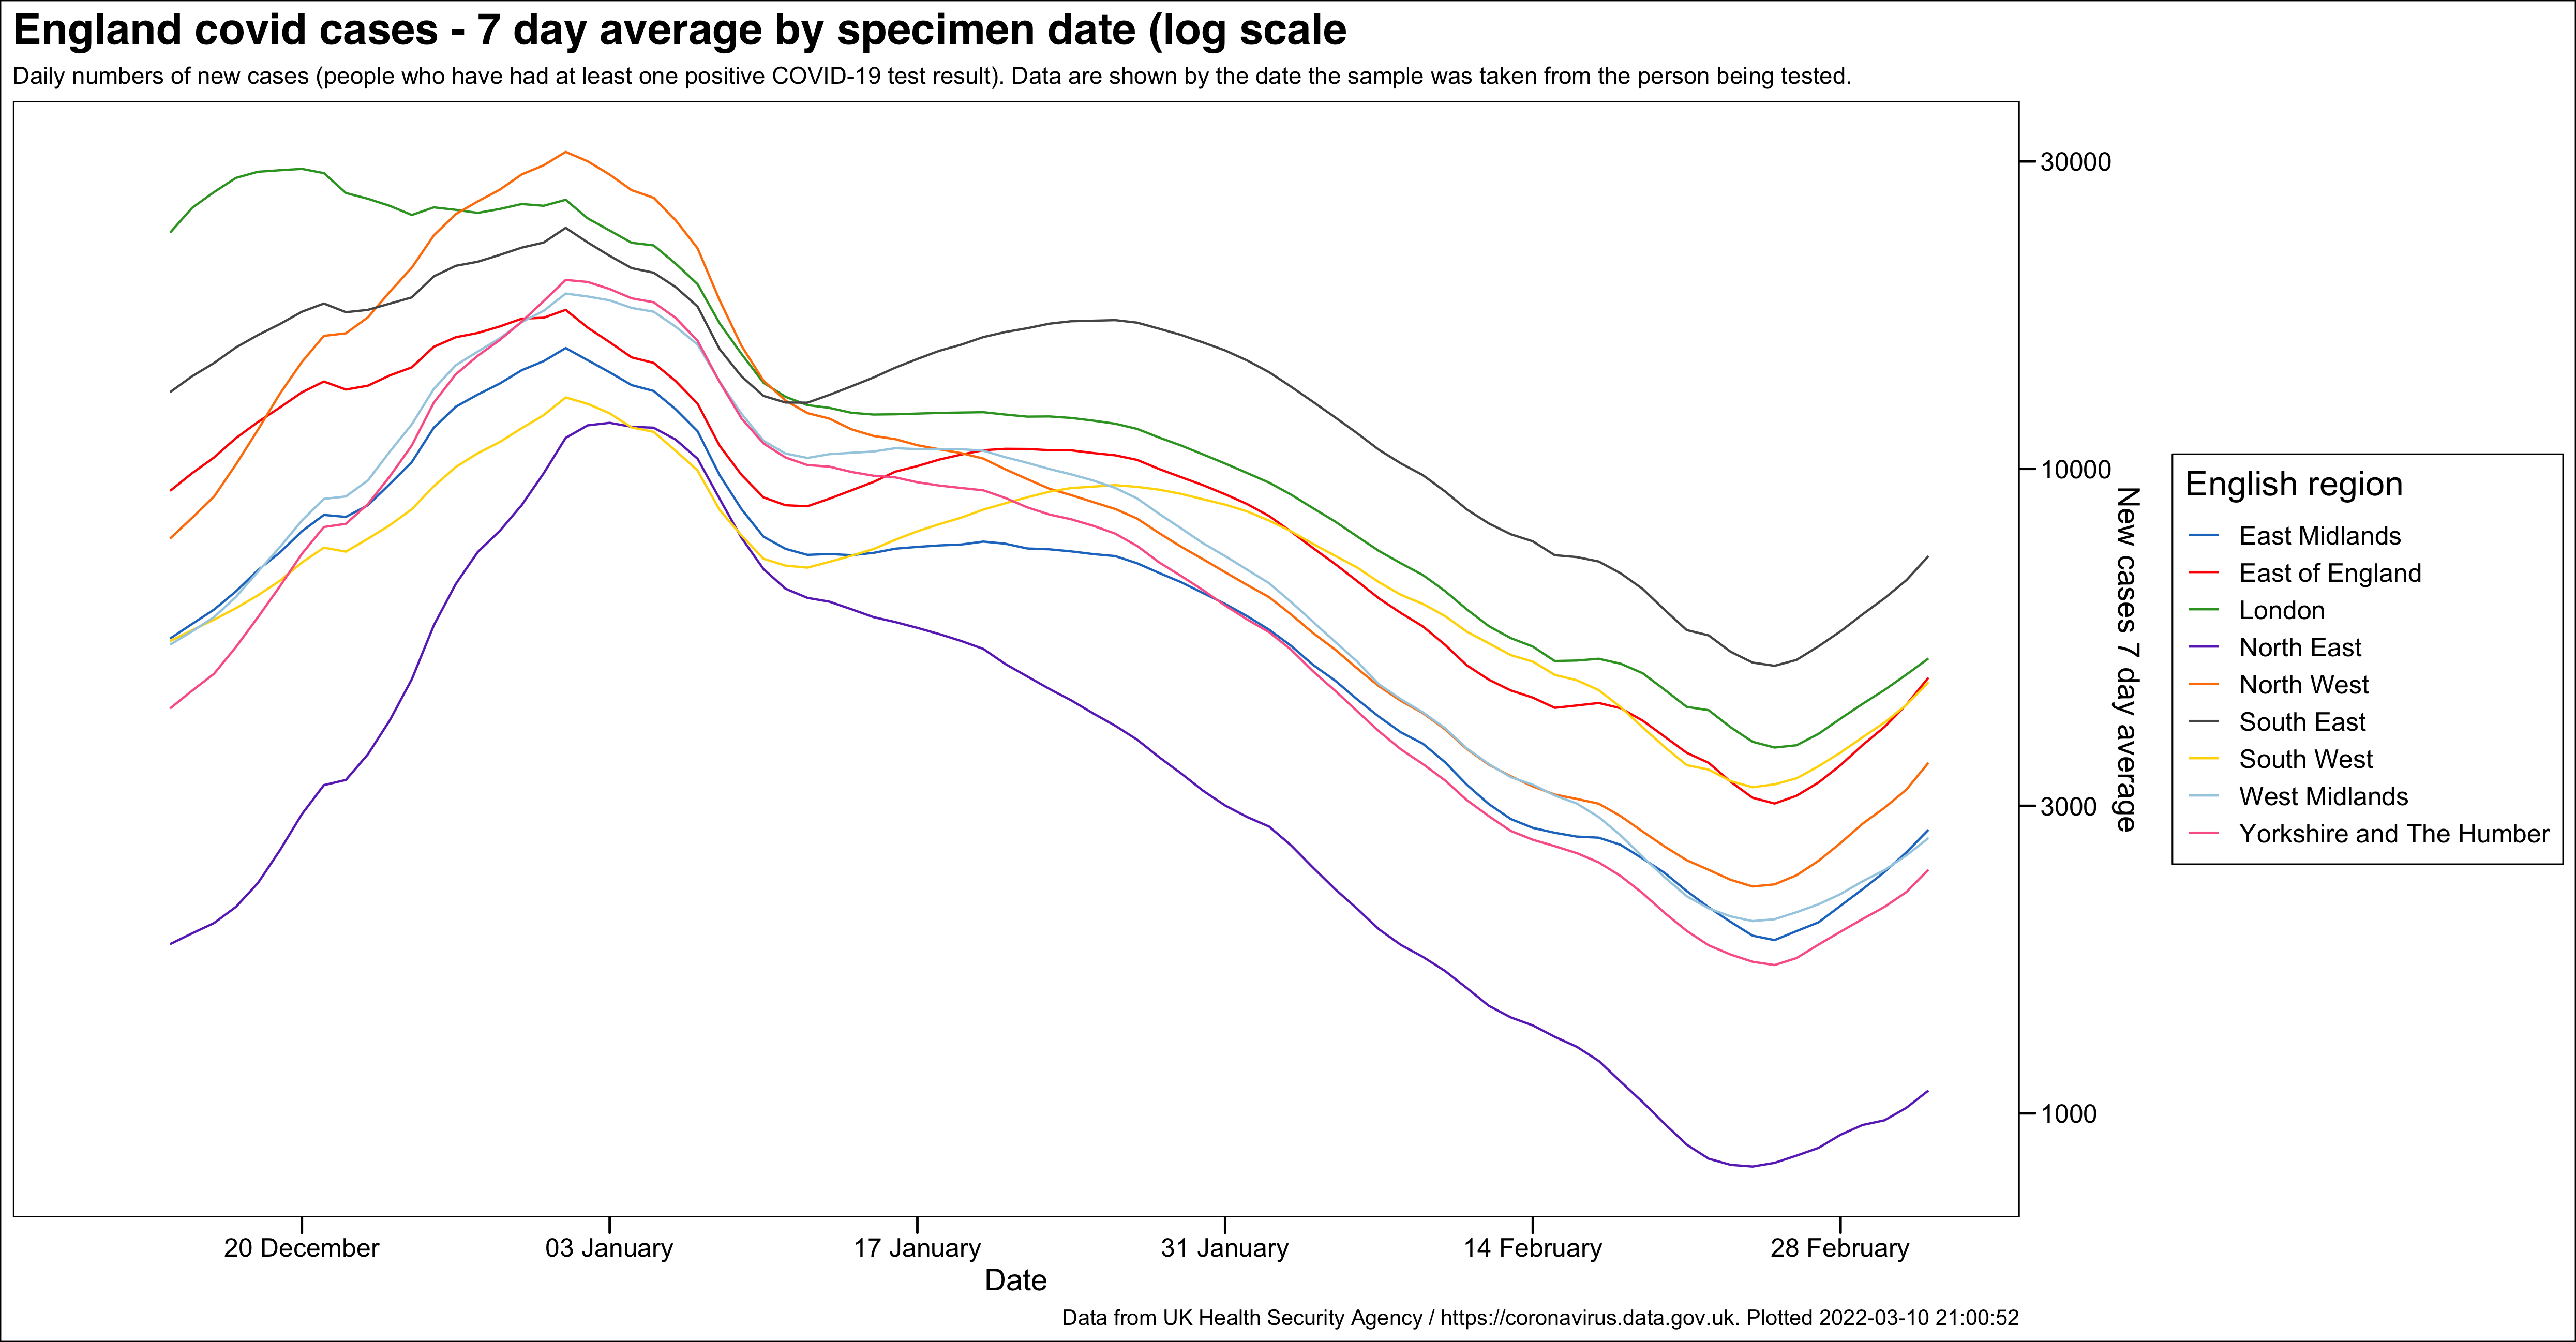 England covid cases - 7 day average by specimen date (log scale
Daily numbers of new cases (people who have had at least one positive COVID-19 test result). Data are shown by the date the sample was taken from the person being tested.
30000
10000
3000
1000
New cases 7 day average
English region
East Midlands
East of England
London
North East
North West
South East
South West
West Midlands
Yorkshire and The Humber
20 December
03 January
17 January
31 January
14 February
28 February
Date
Data from UK Health Security Agency / https://coronavirus.data.gov.uk. Plotted 2022-03-10 21:00:52